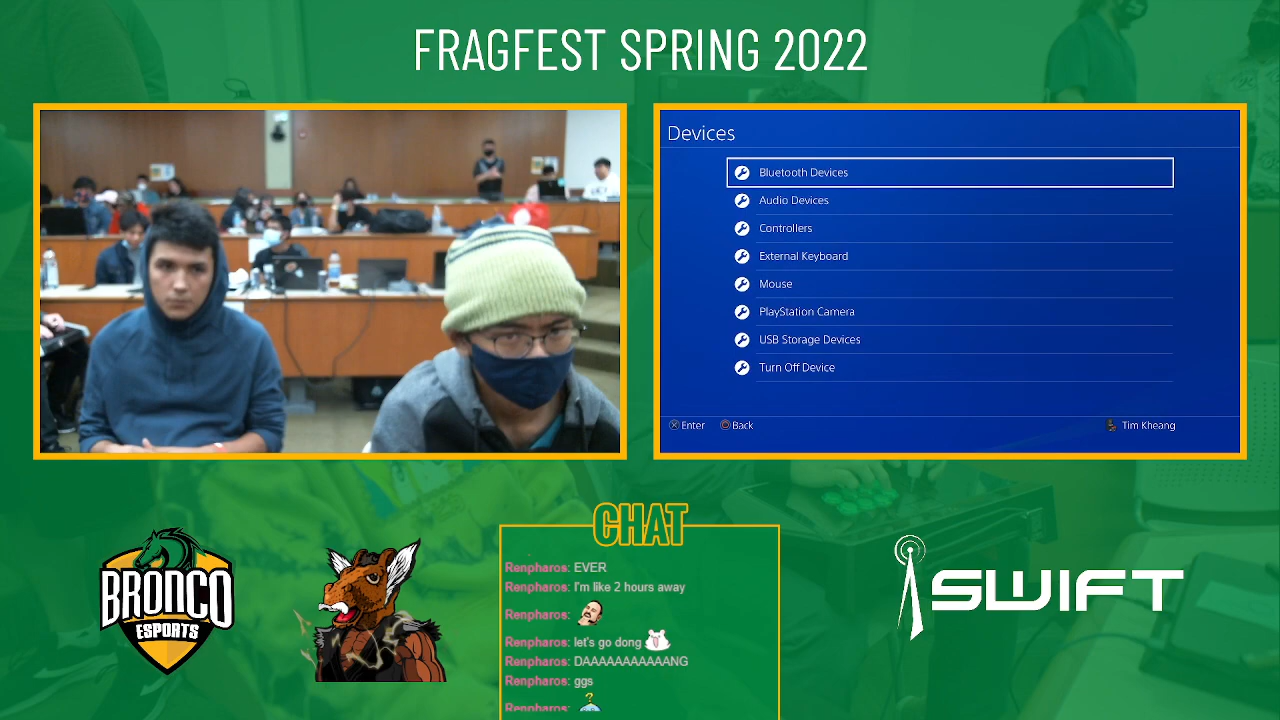 FRAGFEST SPRING 2022
Devices
Bluetooth Devices
Audio Devices
Controllers
External Keyboard
Mouse
PlayStation Camera
USB Storage Devices
Turn Off Device
Enter
Back
Tim Kheang
CHAT
Renpharos: EVER
Renpharos: I'm like 2 hours away
Renpharos:
Renpharos: let's go dong
Renpharos: DAAAAAAAAAAANG
Renpharos: ggs
Renpharos:
BRONCO
ESPORTS
SWIFT